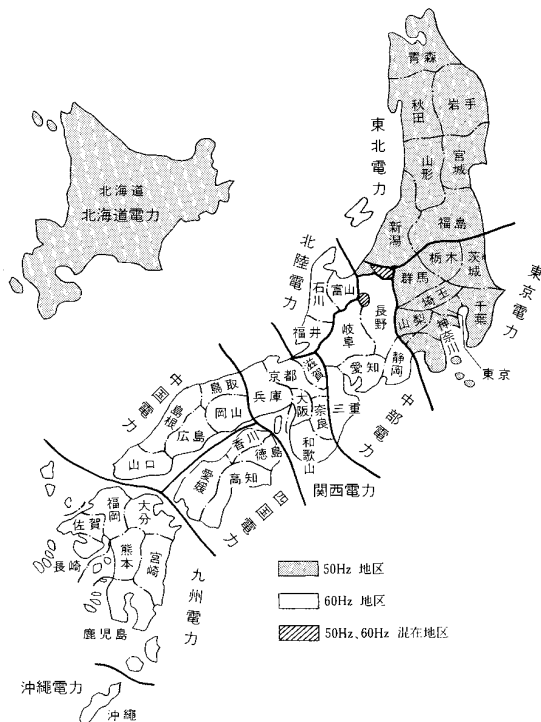 青森
秋田
岩手
東北電力
山形
宮城
北海道
北海道電力
新潟
福島
北陸電力
栃木
茨城
群馬
東京電力
石川
富山
長野
埼玉
千葉
山梨
神奈川
福井
岐阜
静岡
東京
愛知
滋賀
京都
中国電力
鳥取
兵庫
島根
岡山
大阪
奈良
三重
中部電力
広島
香川
徳島
和歌山
山口
愛媛
高知
関西電力
四国電力
福岡
大分
佐賀
熊本
長崎
宮崎
九州電力
鹿児島
50Hz 地区
60Hz 地区
50Hz、60Hz 混在地区
沖縄電力
沖縄